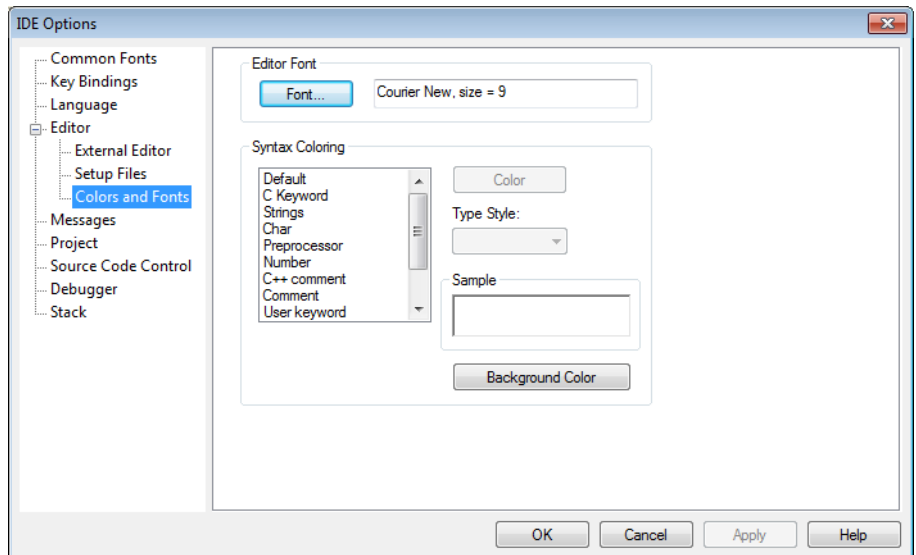 IDE Options
Common Fonts
Key Bindings
Language
Editor
External Editor
Setup Files
Colors and Fonts
Messages
Project
Source Code Control
Debugger
Stack
Editor Font
Font...
Courier New, size = 9
Syntax Coloring
Default
C Keyword
Strings
Char
Preprocessor
Number
C++ comment
Comment
User keyword
Color
Type Style:
Sample
Background Color
OK
Cancel
Apply
Help